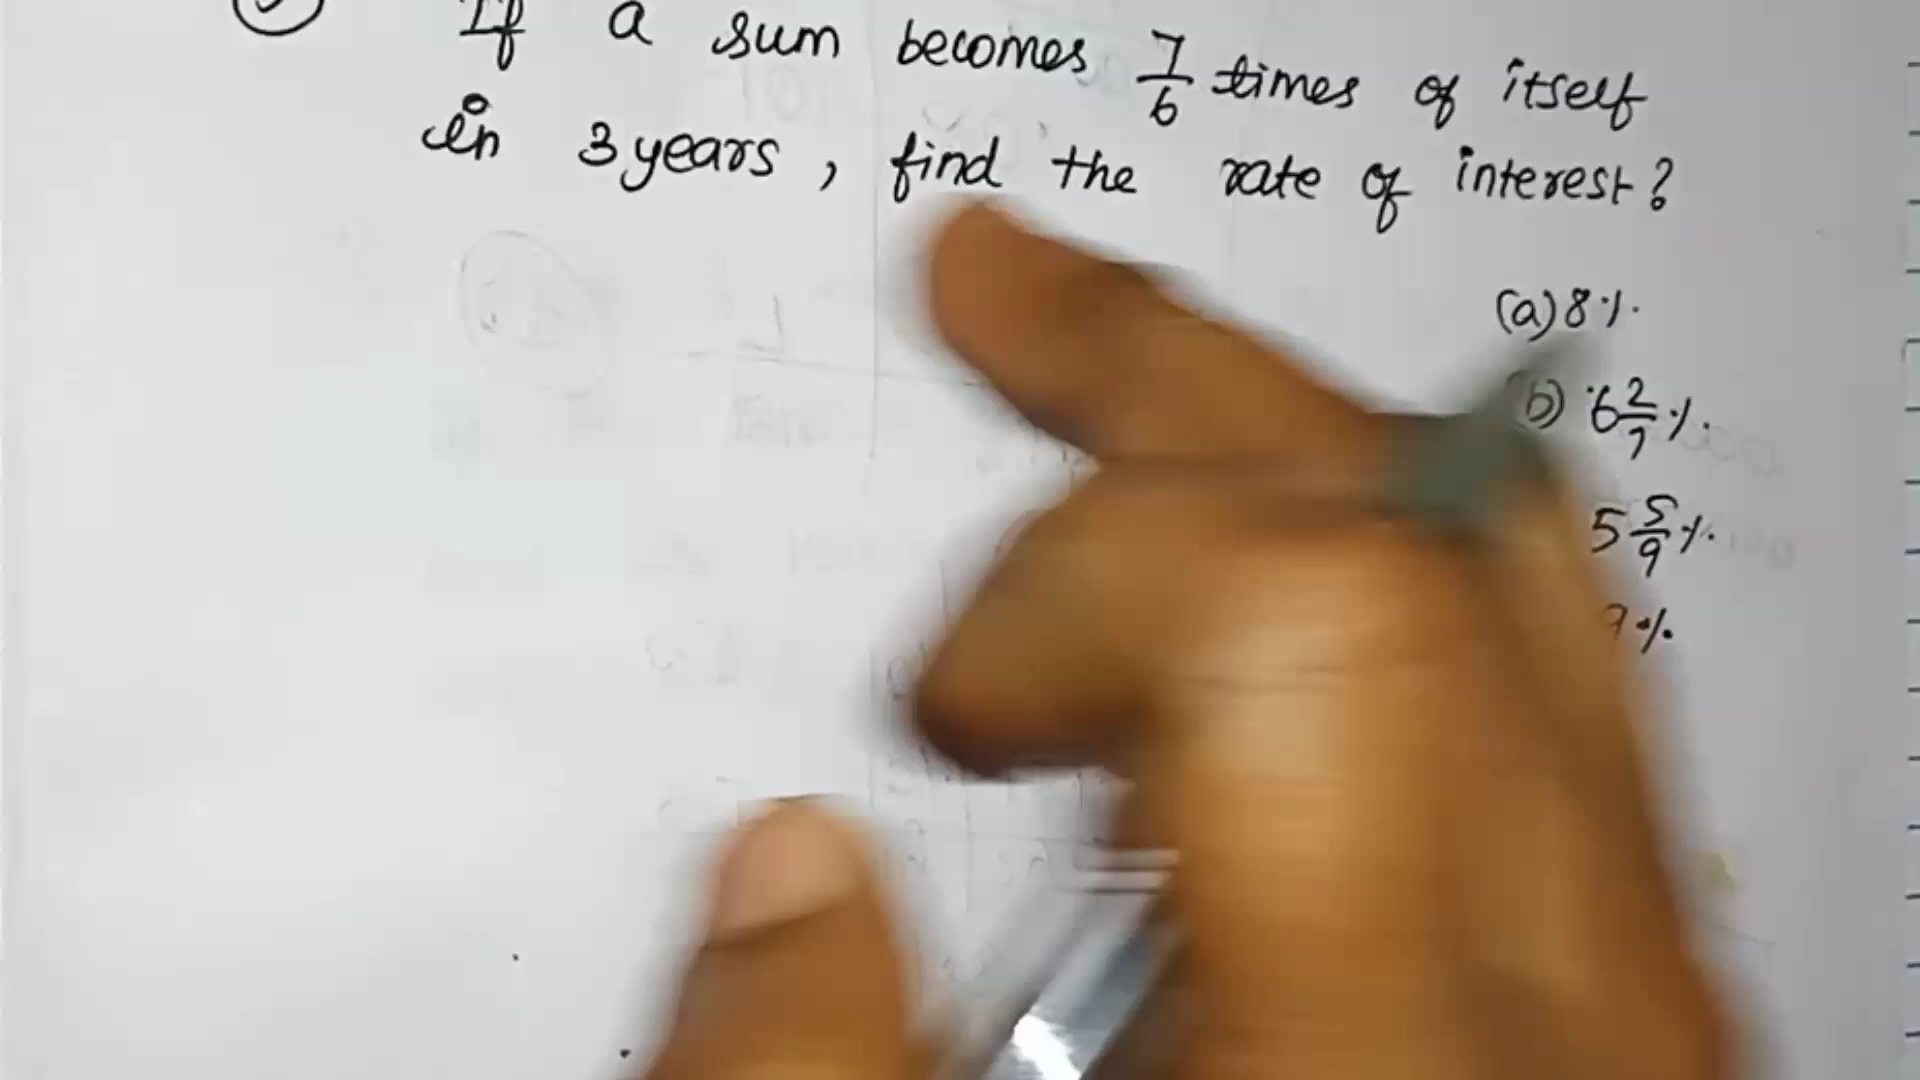 If a sum becomes 7/6 times of itself
in 3 years, find the rate of interest?
(a) 8%
(b) 6 2/7 %
5 5/9 %
9%